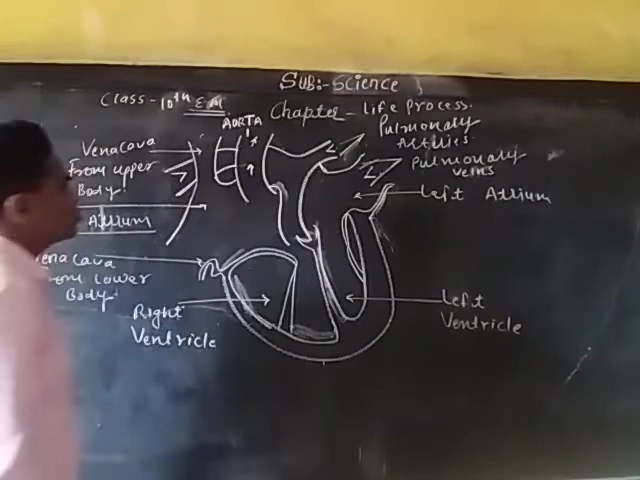 Sub:- Science
Class - 10th E.M
Chapter - Life Process.
AORTA
Pulmonary
Arteries
Venacava
From upper
Body
Pulmonary
veins
Left Atrium
Atrium
Venacava
From Lower
Body
Right
Ventricle
Left
Ventricle